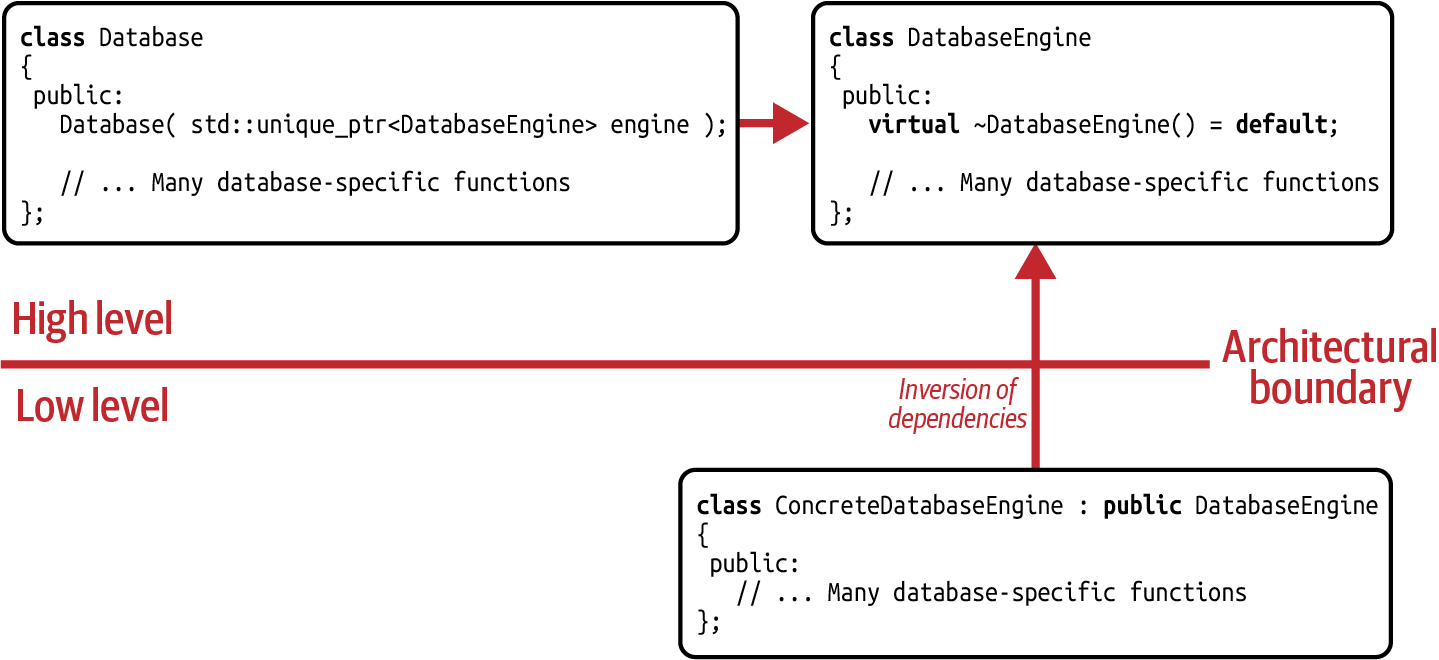 class Database
{
 public:
   Database( std::unique_ptr<DatabaseEngine> engine );
   // ... Many database-specific functions
};
class DatabaseEngine
{
 public:
   virtual ~DatabaseEngine() = default;
   // ... Many database-specific functions
};
High level
Architectural
boundary
Low level
Inversion of
dependencies
class ConcreteDatabaseEngine : public DatabaseEngine
{
 public:
   // ... Many database-specific functions
};